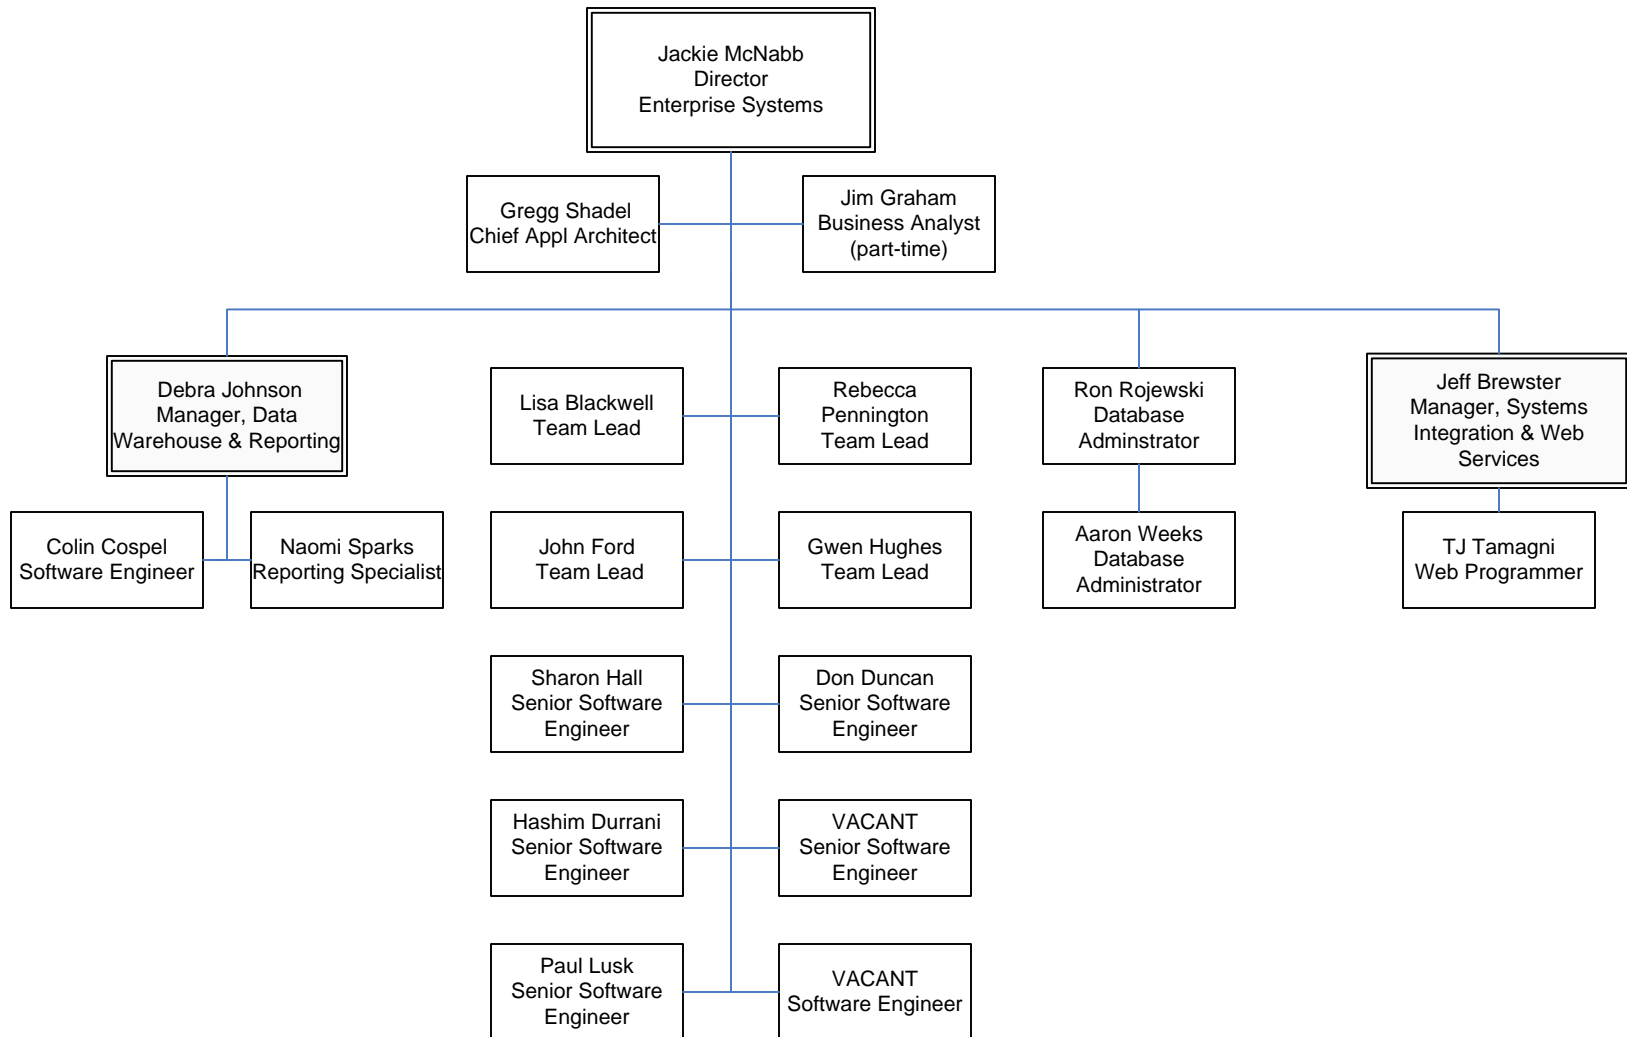 Jackie McNabb
Director
Enterprise Systems
Gregg Shadel
Chief Appl Architect
Jim Graham
Business Analyst
(part-time)
Debra Johnson
Manager, Data
Warehouse & Reporting
Lisa Blackwell
Team Lead
Rebecca
Pennington
Team Lead
Ron Rojewski
Database
Adminstrator
Jeff Brewster
Manager, Systems
Integration & Web
Services
Colin Cospel
Software Engineer
Naomi Sparks
Reporting Specialist
John Ford
Team Lead
Gwen Hughes
Team Lead
Aaron Weeks
Database
Administrator
TJ Tamagni
Web Programmer
Sharon Hall
Senior Software
Engineer
Don Duncan
Senior Software
Engineer
Hashim Durrani
Senior Software
Engineer
VACANT
Senior Software
Engineer
Paul Lusk
Senior Software
Engineer
VACANT
Software Engineer